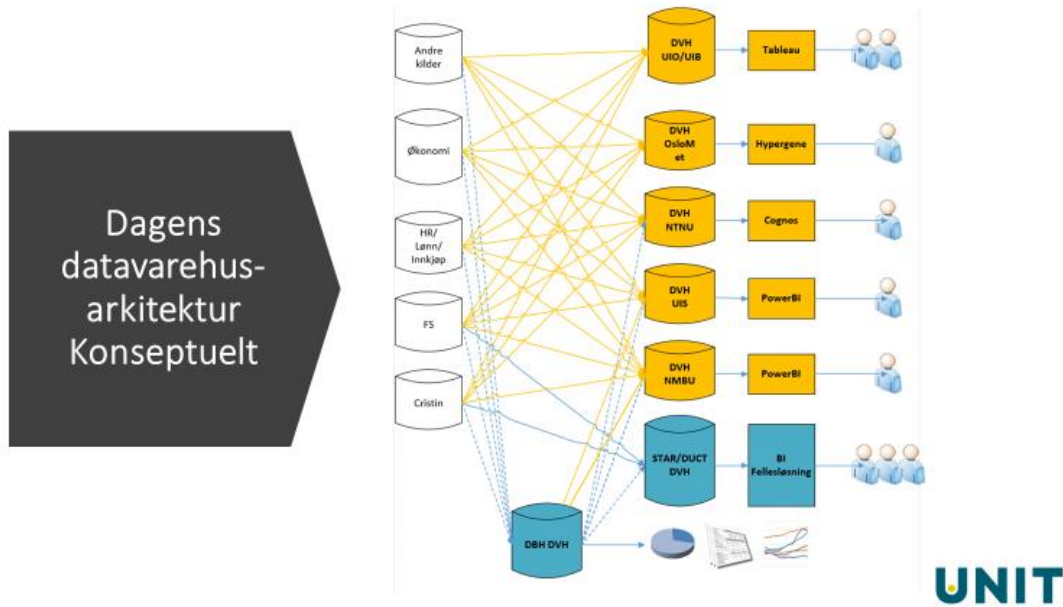 Dagens
datavarehus-
arkitektur
Konseptuelt
Andre
kilder
Økonomi
HR/
Lønn/
Innkjøp
FS
Cristin
DVH
UIO/UIB
Tableau
DVH
OsloM
et
Hypergene
DVH
NTNU
Cognos
DVH
UIS
PowerBI
DVH
NMBU
PowerBI
STAR/DUCT
DVH
BI
Fellesløsning
DBH DVH
UNIT